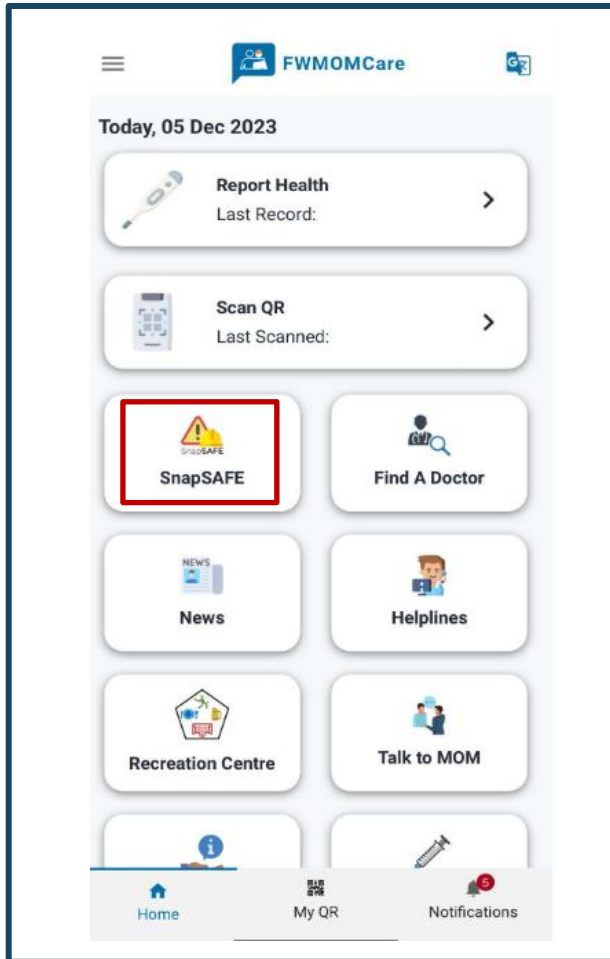 FWMOMCare
G
Today, 05 Dec 2023
Report Health
Last Record:
Scan QR
Last Scanned:
SnapSAFE
SnapSAFE
Find A Doctor
NEWS
News
Helplines
Recreation Centre
Talk to MOM
i
5
Home
My QR
Notifications